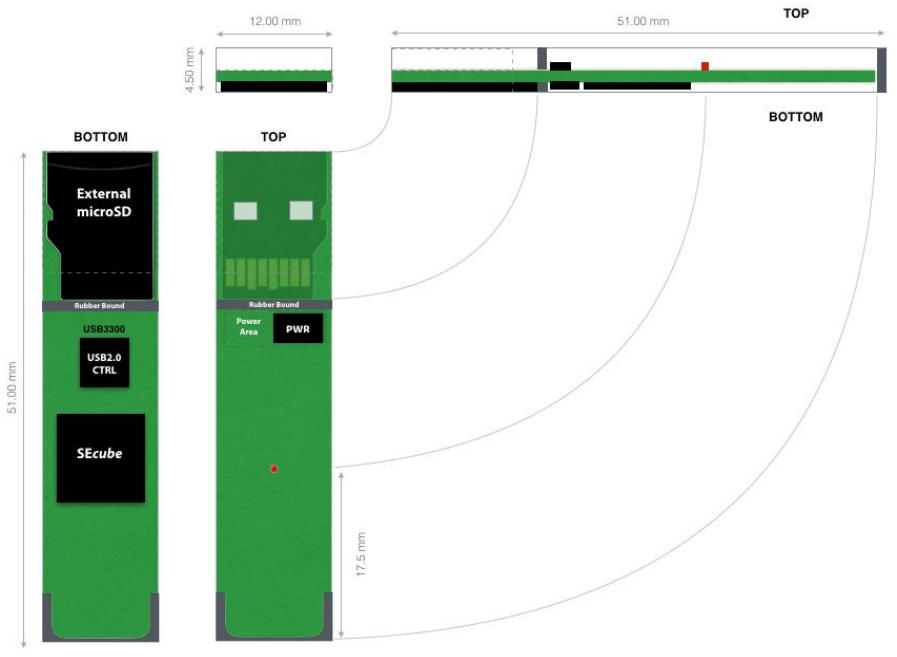 12.00 mm
51.00 mm
TOP
4.50 mm
BOTTOM
BOTTOM
TOP
External
microSD
Rubber Bound
Rubber Bound
USB3300
Power
Area
PWR
USB2.0
CTRL
51.00 mm
SEcube
17.5 mm